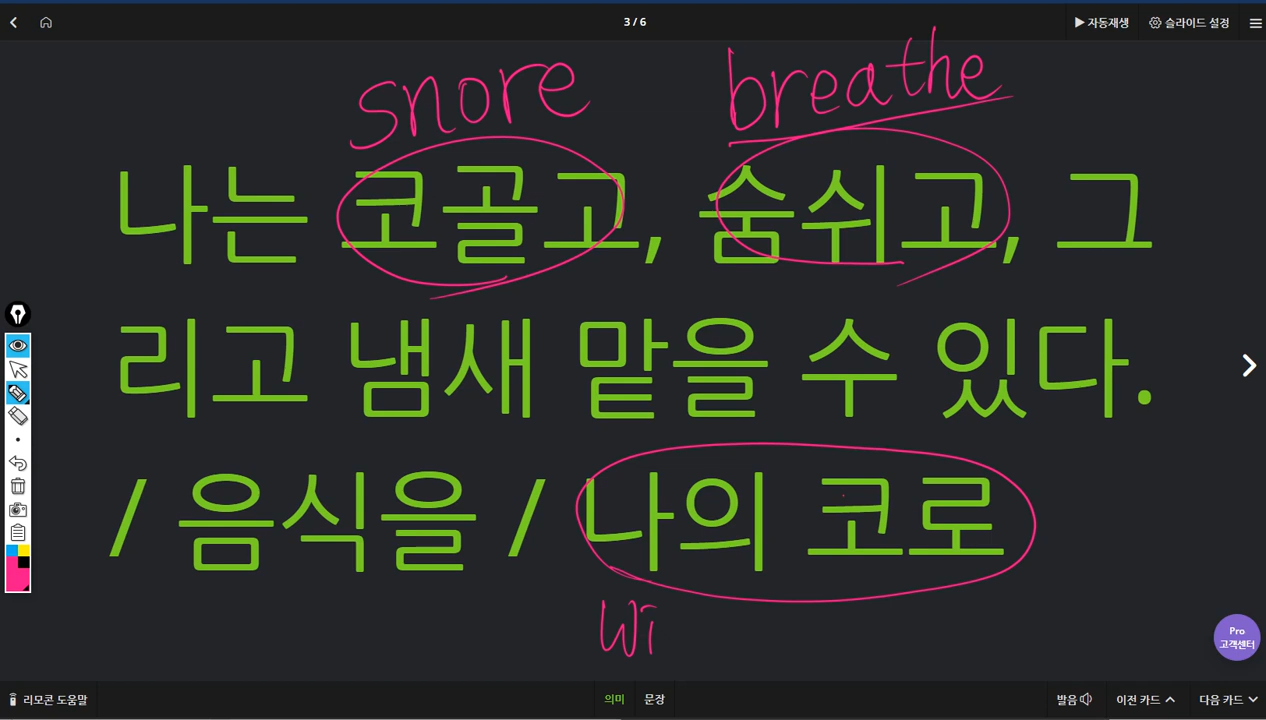 3 / 6
자동재생
슬라이드 설정
snore
breathe
나는 코골고, 숨쉬고, 그
리고 냄새 맡을 수 있다.
/ 음식을 / 나의 코로
Wi
Pro
고객센터
리모콘 도움말
의미
문장
발음
이전 카드
다음 카드